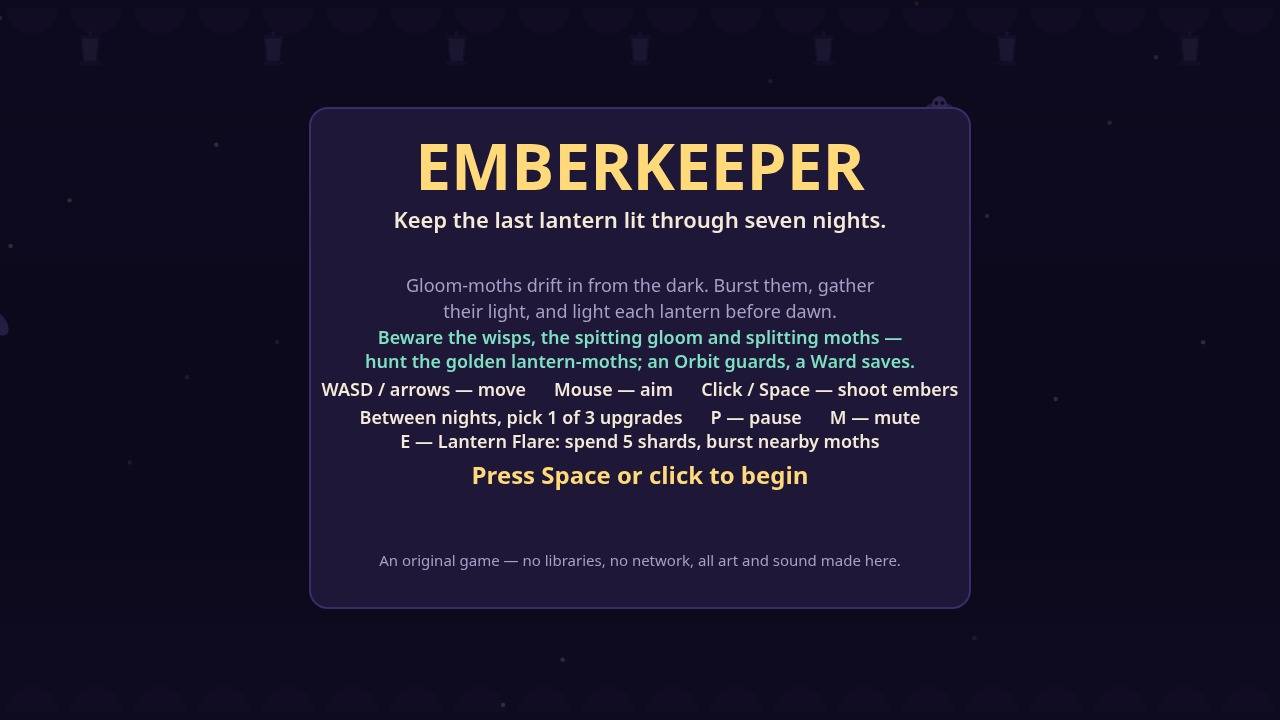 EMBERKEEPER
Keep the last lantern lit through seven nights.
Gloom-moths drift in from the dark. Burst them, gather
their light, and light each lantern before dawn.
Beware the wisps, the spitting gloom and splitting moths —
hunt the golden lantern-moths; an Orbit guards, a Ward saves.
WASD / arrows — move   Mouse — aim   Click / Space — shoot embers
Between nights, pick 1 of 3 upgrades   P — pause   M — mute
E — Lantern Flare: spend 5 shards, burst nearby moths
Press Space or click to begin
An original game — no libraries, no network, all art and sound made here.